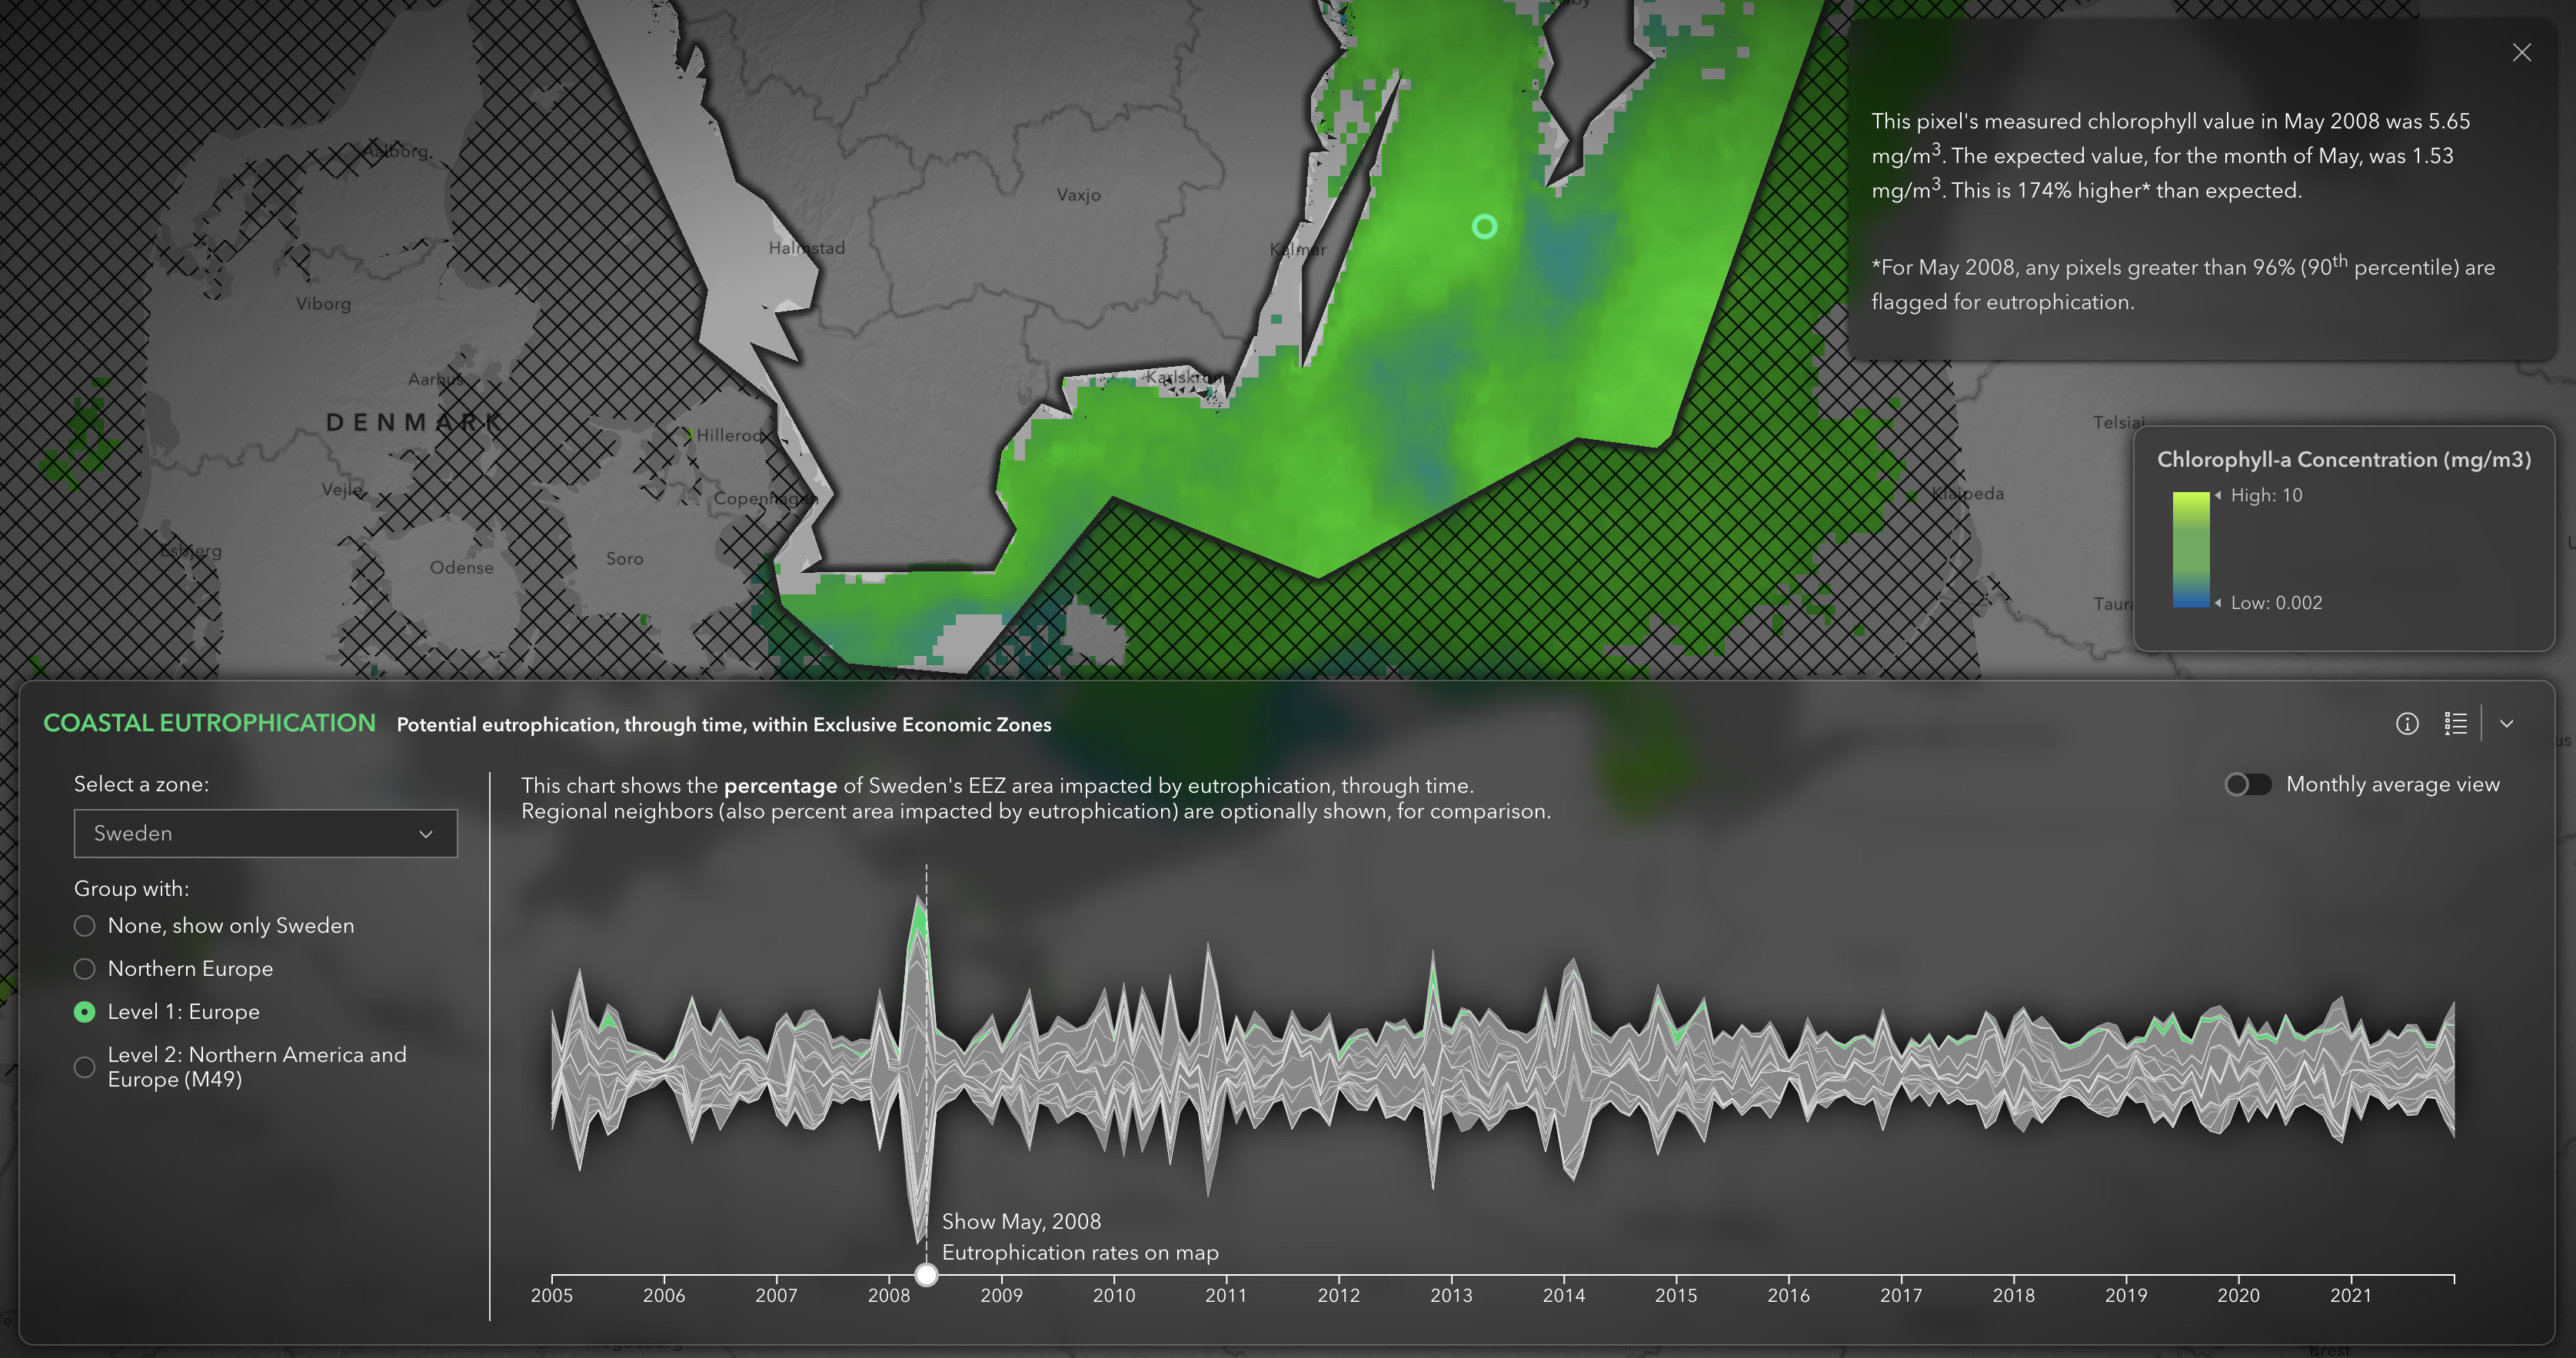 Aalborg
Vaxjo
Halmstad
Kalmar
Viborg
Karlskrona
Aarhus
DENMARK
Hillerod
Vejle
Copenhagen
Esbjerg
Odense
Soro
Telsiai
Klaipeda
This pixel's measured chlorophyll value in May 2008 was 5.65
mg/m3. The expected value, for the month of May, was 1.53
mg/m3. This is 174% higher* than expected.
*For May 2008, any pixels greater than 96% (90th percentile) are
flagged for eutrophication.
Chlorophyll-a Concentration (mg/m3)
High: 10
Low: 0.002
COASTAL EUTROPHICATION Potential eutrophication, through time, within Exclusive Economic Zones
Select a zone:
Sweden
Group with:
None, show only Sweden
Northern Europe
Level 1: Europe
Level 2: Northern America and
Europe (M49)
This chart shows the percentage of Sweden's EEZ area impacted by eutrophication, through time.
Regional neighbors (also percent area impacted by eutrophication) are optionally shown, for comparison.
Monthly average view
Show May, 2008
Eutrophication rates on map
2005 2006 2007 2008 2009 2010 2011 2012 2013 2014 2015 2016 2017 2018 2019 2020 2021
Brest